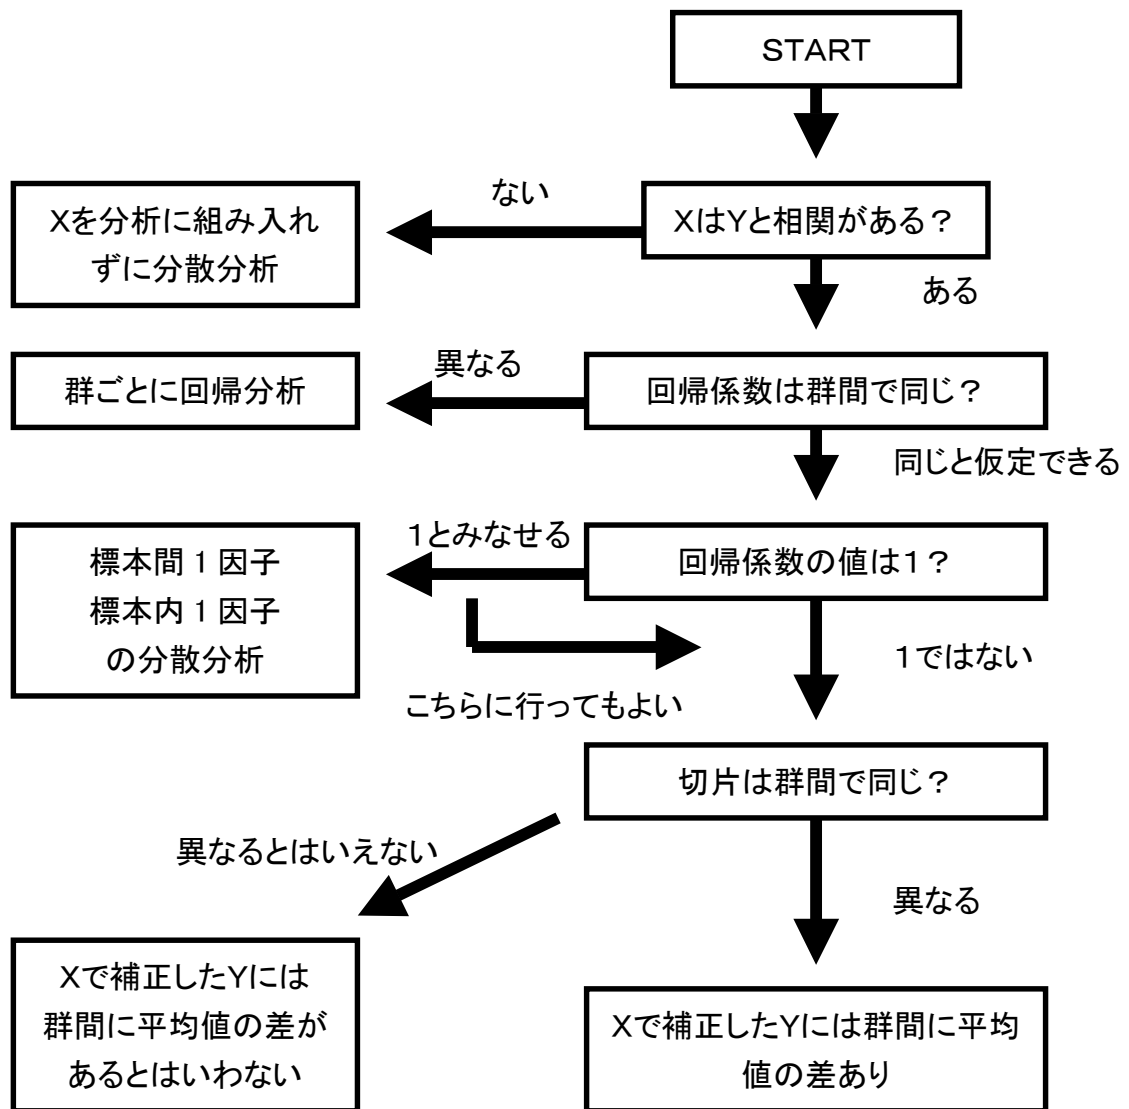 START
ない
XはYと相関がある？
Xを分析に組み入れ
ずに分散分析
ある
異なる
回帰係数は群間で同じ？
群ごとに回帰分析
同じと仮定できる
１とみなせる
回帰係数の値は１？
標本間 1 因子
標本内 1 因子
の分散分析
１ではない
こちらに行ってもよい
切片は群間で同じ？
異なるとはいえない
異なる
Xで補正したYには
群間に平均値の差が
あるとはいわない
Xで補正したYには群間に平均
値の差あり